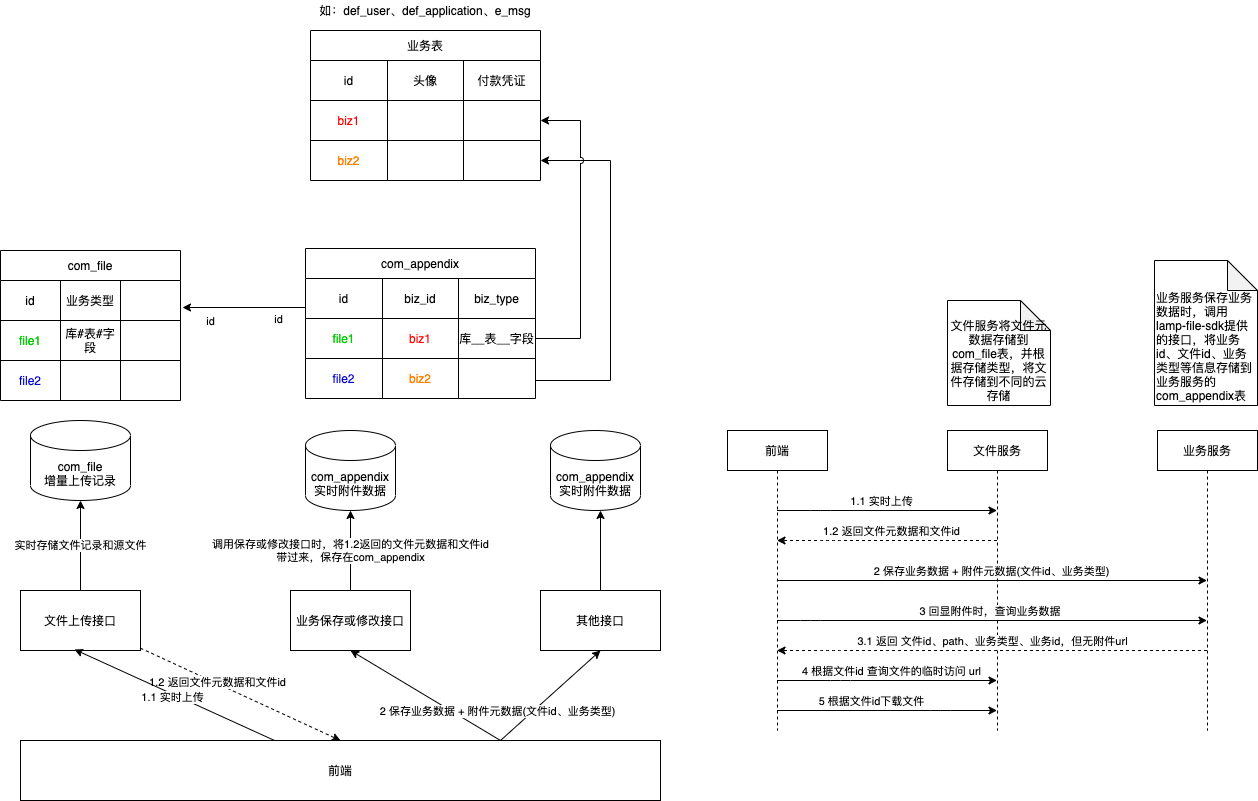 如：def_user、def_application、e_msg
业务表
id 头像 付款凭证
biz1
biz2
com_file
id 业务类型
file1 库#表#字
段
file2
id id
com_appendix
id biz_id biz_type
file1 biz1 库__表__字段
file2 biz2
com_file
增量上传记录
com_appendix
实时附件数据
com_appendix
实时附件数据
实时存储文件记录和源文件
调用保存或修改接口时，将1.2返回的文件元数据和文件id
带过来，保存在com_appendix
文件上传接口
业务保存或修改接口
其他接口
1.2 返回文件元数据和文件id
1.1 实时上传
2 保存业务数据 + 附件元数据(文件id、业务类型)
前端
文件服务将文件元
数据存储到
com_file表，并根
据存储类型，将文
件存储到不同的云
存储
业务服务保存业务
数据时，调用
lamp-file-sdk提供
的接口，将业务
id、文件id、业务
类型等信息存储到
业务服务的
com_appendix表
前端
文件服务
业务服务
1.1 实时上传
1.2 返回文件元数据和文件id
2 保存业务数据 + 附件元数据(文件id、业务类型)
3 回显附件时，查询业务数据
3.1 返回 文件id、path、业务类型、业务id，但无附件url
4 根据文件id 查询文件的临时访问 url
5 根据文件id下载文件